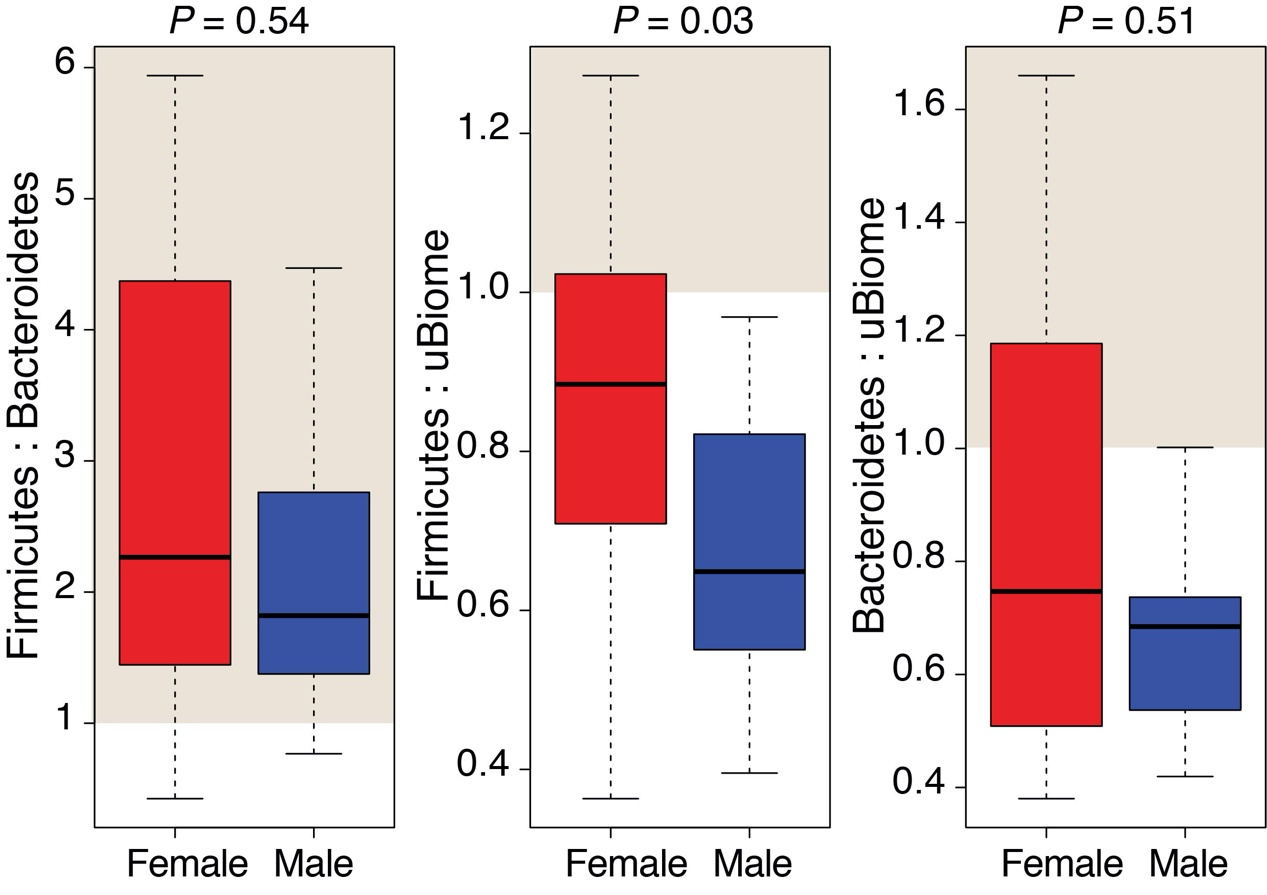 P = 0.54
Firmicutes : Bacteroidetes
6
5
4
3
2
1
Female Male
P = 0.03
Firmicutes : uBiome
1.2
1.0
0.8
0.6
0.4
Female Male
P = 0.51
Bacteroidetes : uBiome
1.6
1.4
1.2
1.0
0.8
0.6
0.4
Female Male